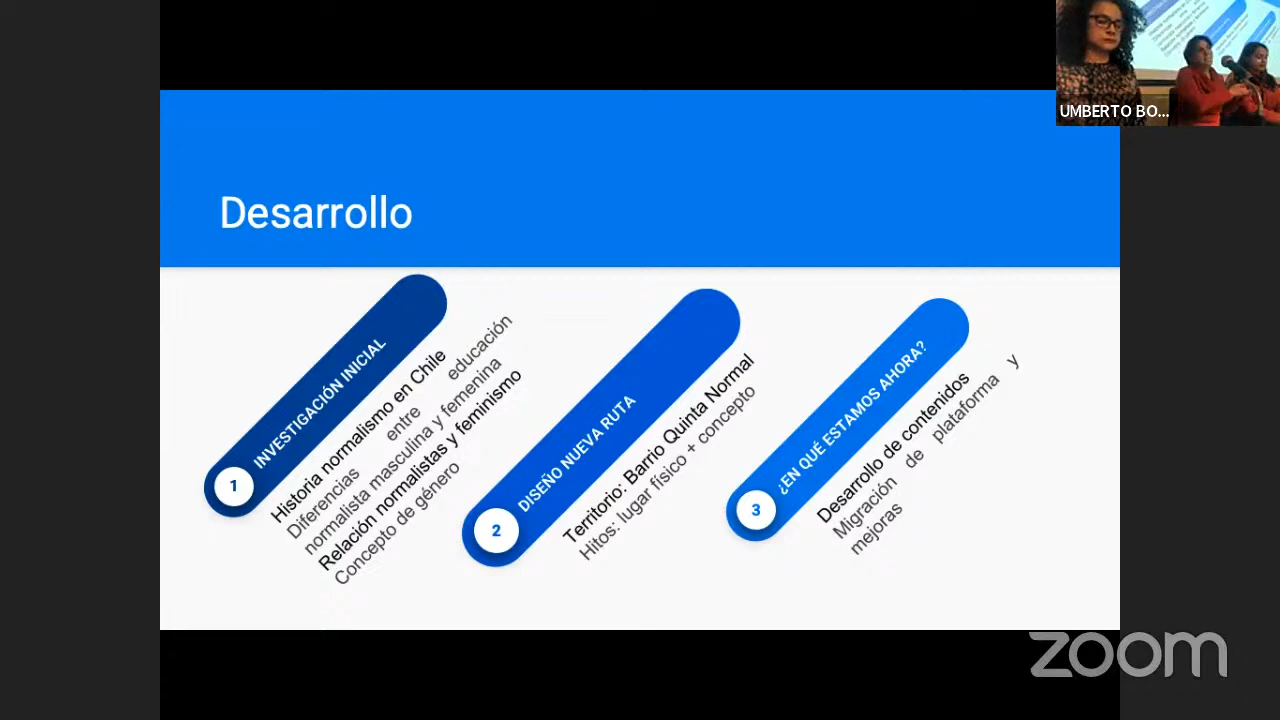 UMBERTO BO...
Desarrollo
1
INVESTIGACIÓN INICIAL
Historia normalismo en Chile
Diferencias entre educación
normalista masculina y femenina
Relación normalistas y feminismo
Concepto de género
2
DISEÑO NUEVA RUTA
Territorio: Barrio Quinta Normal
Hitos: lugar físico + concepto
3
¿EN QUÉ ESTAMOS AHORA?
Desarrollo de contenidos
Migración de plataforma y
mejoras
zoom